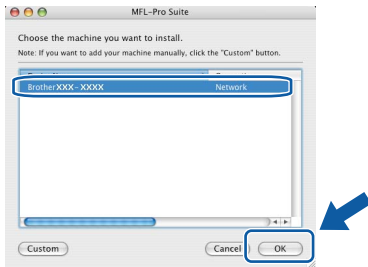 MFL-Pro Suite
Choose the machine you want to install.
Note: If you want to add your machine manually, click the "Custom" button.
BrotherXXX-XXXX Network
Custom Cancel OK